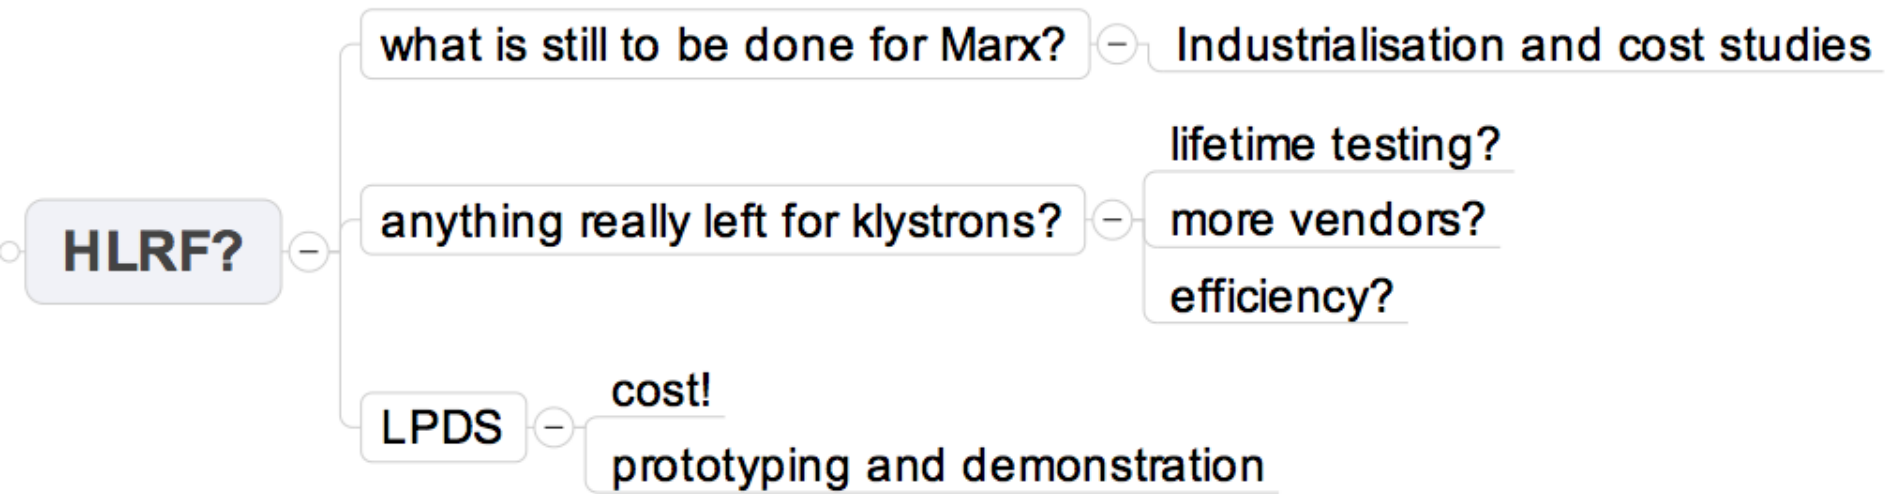 what is still to be done for Marx?
Industrialisation and cost studies
HLRF?
anything really left for klystrons?
lifetime testing?
more vendors?
efficiency?
LPDS
cost!
prototyping and demonstration